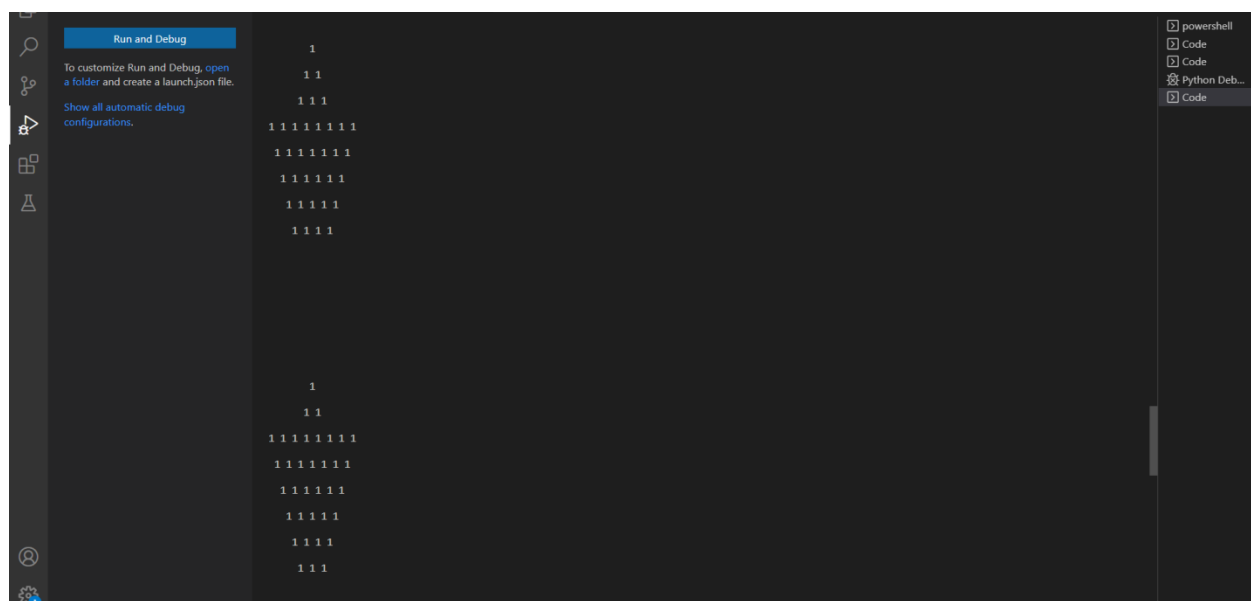 Run and Debug
To customize Run and Debug, open
a folder and create a launch.json file.
Show all automatic debug
configurations.
1
1 1
1 1 1
1 1 1 1 1 1 1 1
1 1 1 1 1 1 1
1 1 1 1 1 1
1 1 1 1 1
1 1 1 1
1
1 1
1 1 1 1 1 1 1 1
1 1 1 1 1 1 1
1 1 1 1 1 1
1 1 1 1 1
1 1 1 1
1 1 1
powershell
Code
Code
Python Deb...
Code